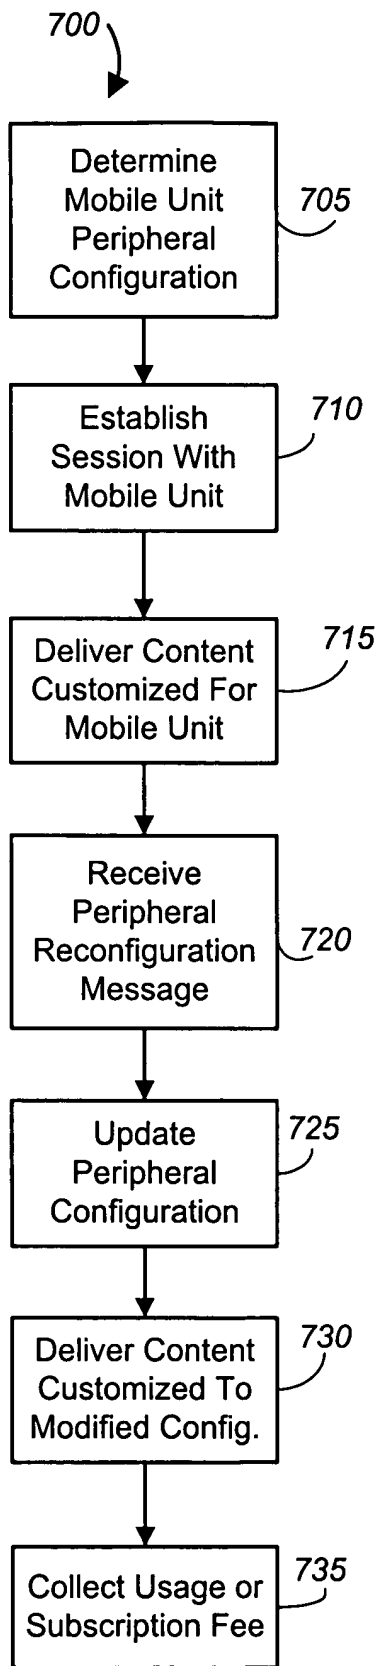 700
Determine
Mobile Unit
Peripheral
Configuration
705
Establish
Session With
Mobile Unit
710
Deliver Content
Customized For
Mobile Unit
715
Receive
Peripheral
Reconfiguration
Message
720
Update
Peripheral
Configuration
725
Deliver Content
Customized To
Modified Config.
730
Collect Usage or
Subscription Fee
735